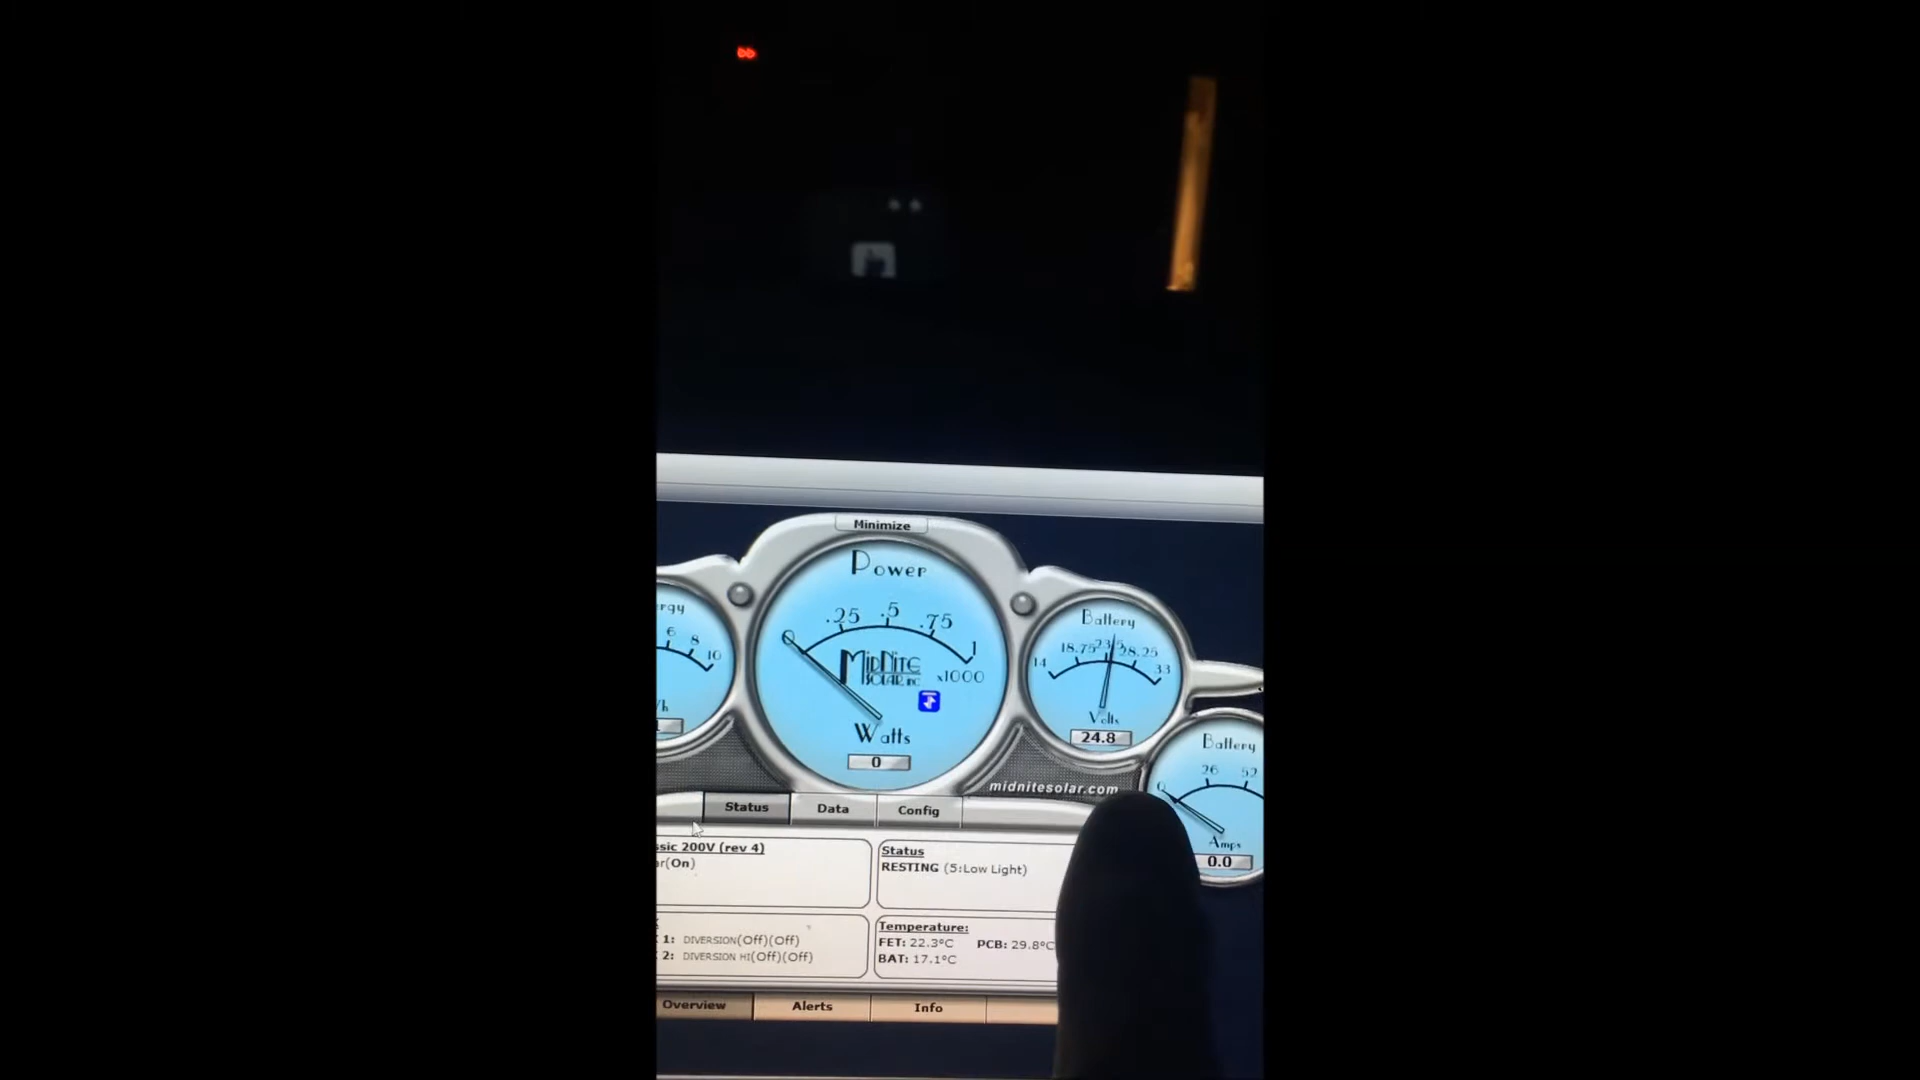 Minimize
Power
0 .25 .5 .75 1
x1000
MidNite
SOLAR INC
Watts
0
6 8 10
Battery
14 18.75 28.25 33
Volts
24.8
Battery
0 26 52
Amps
0.0
midnitesolar.com
Status Data Config
200V (rev 4)
(On)
Status
RESTING (5:Low Light)
1: DIVERSION(Off)(Off)
2: DIVERSION HI(Off)(Off)
Temperature:
FET: 22.3°C PCB: 29.8°C
BAT: 17.1°C
Overview Alerts Info